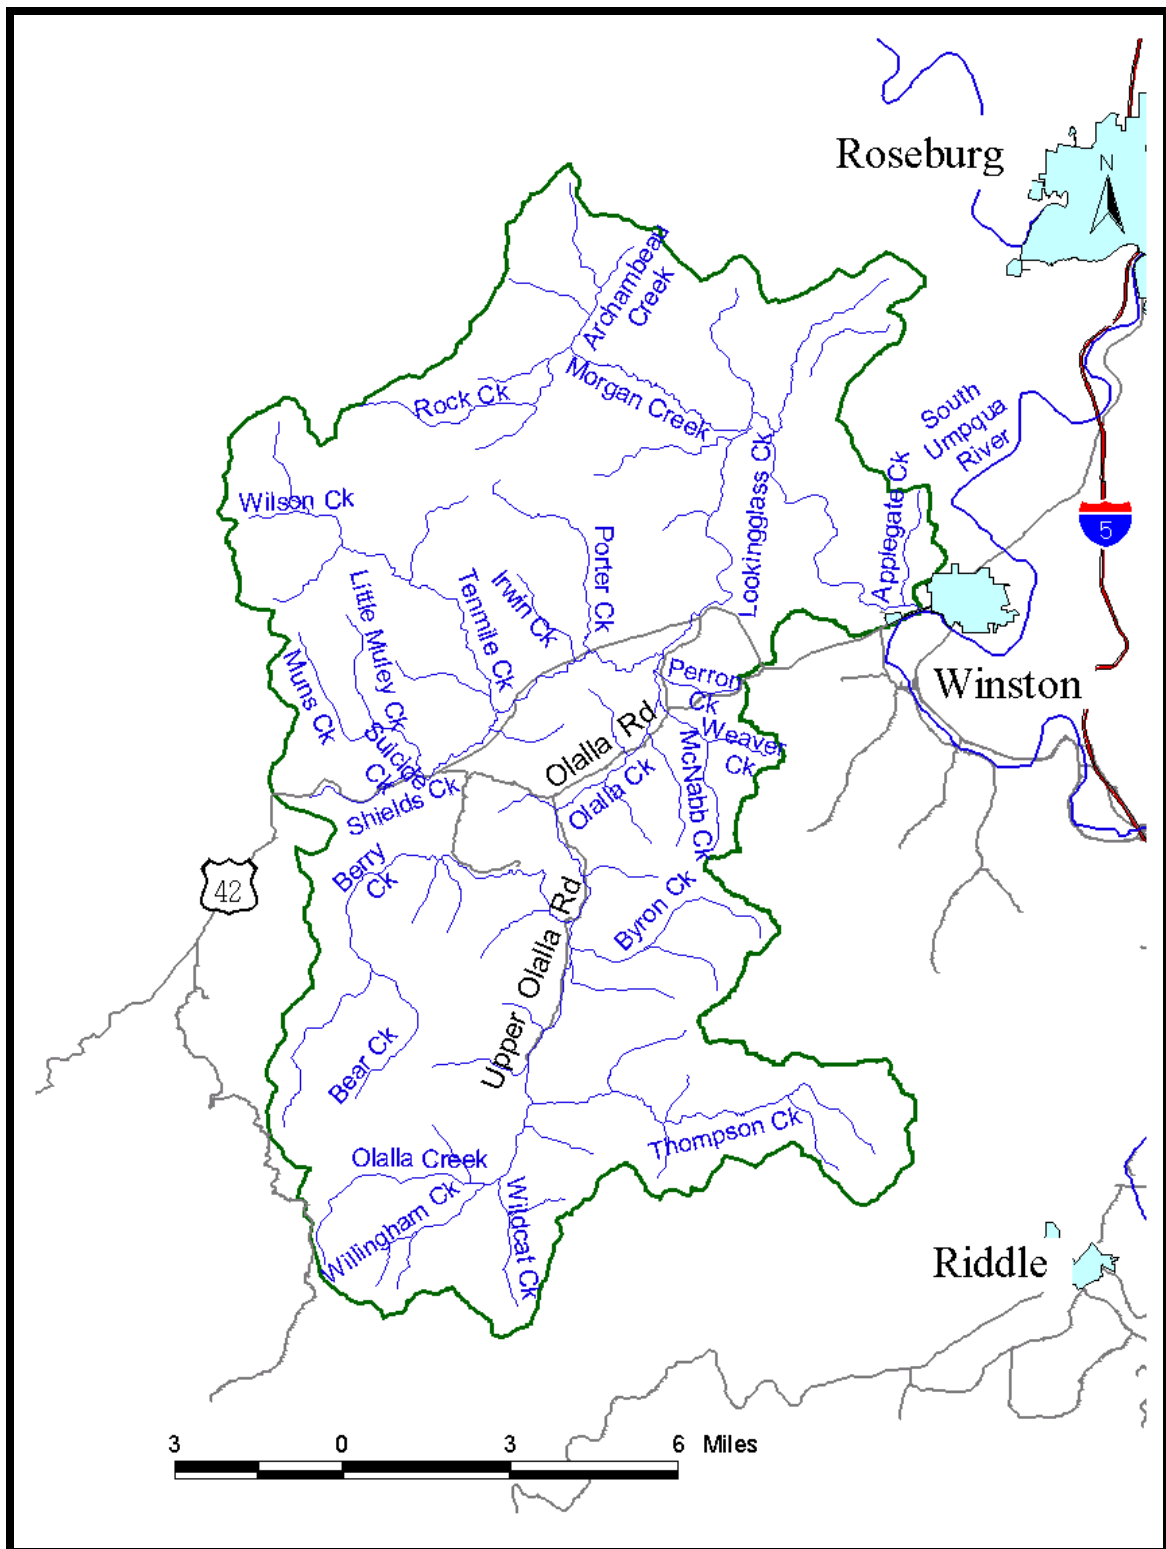 Roseburg
N
Archambeau
Creek
Morgan Creek
Rock Ck
South
Umpqua
River
Wilson Ck
Lookingglass Ck
Applegate Ck
5
Porter Ck
Irwin Ck
Tenmile Ck
Little Muley Ck
Muns Ck
Suicide
Ck
Perron
Ck
Winston
Weaver
Ck
McNabb Ck
Olalla Rd
Olalla Ck
Shields Ck
Berry
Ck
42
Byron Ck
Upper Olalla Rd
Bear Ck
Thompson Ck
Olalla Creek
Willingham Ck
Wildcat Ck
Riddle
3 0 3 6 Miles